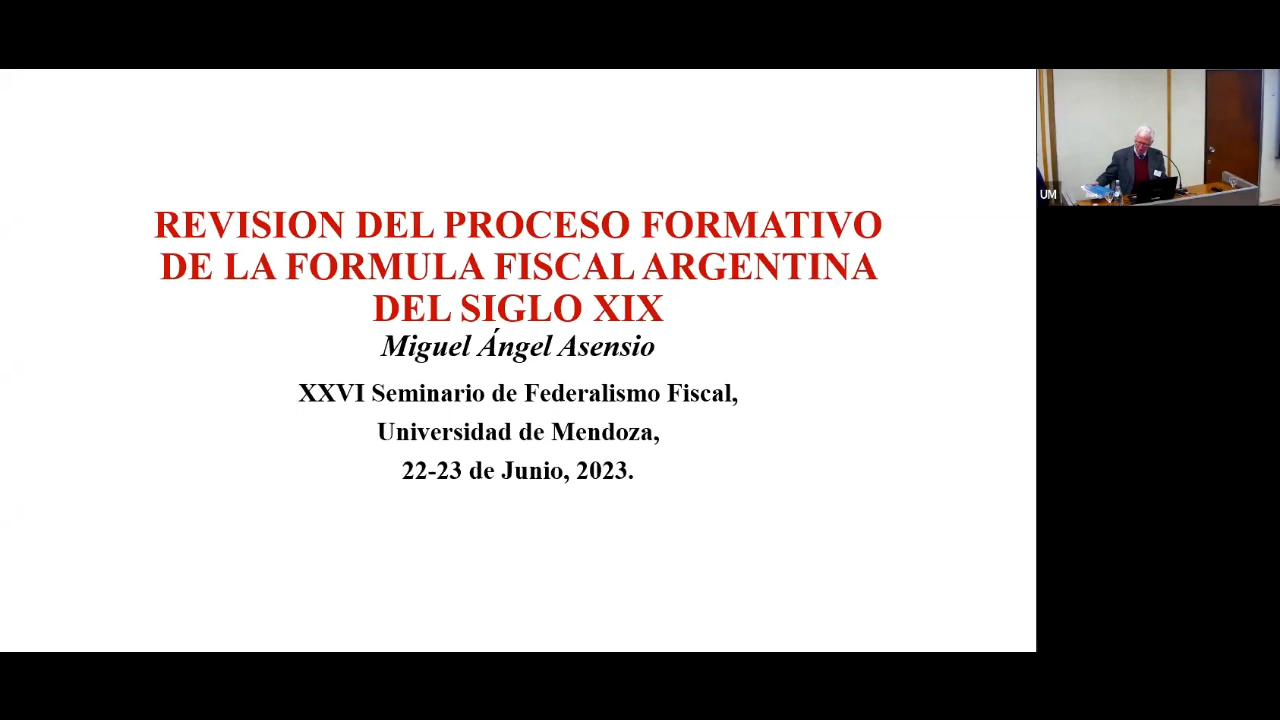 REVISION DEL PROCESO FORMATIVO
DE LA FORMULA FISCAL ARGENTINA
DEL SIGLO XIX
Miguel Ángel Asensio
XXVI Seminario de Federalismo Fiscal,
Universidad de Mendoza,
22-23 de Junio, 2023.
UM